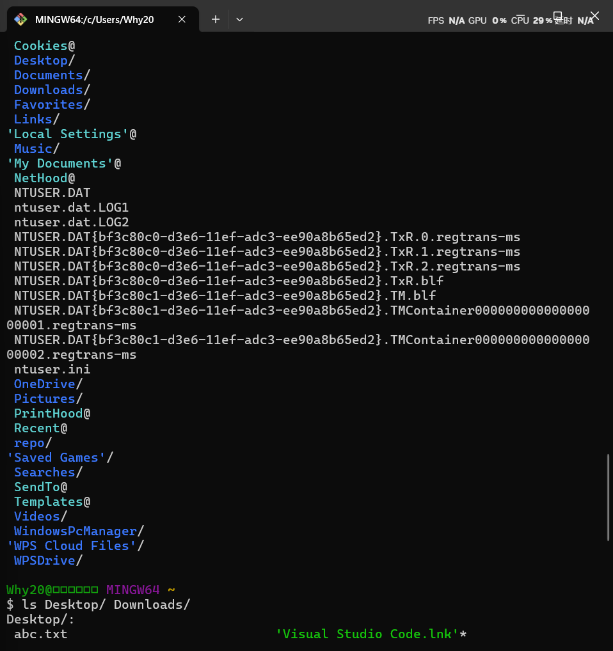 MINGW64:/c/Users/Why20
FPS N/A GPU 0% CPU 29% 延时 N/A
Cookies@
Desktop/
Documents/
Downloads/
Favorites/
Links/
'Local Settings'@
Music/
'My Documents'@
NetHood@
NTUSER.DAT
ntuser.dat.LOG1
ntuser.dat.LOG2
NTUSER.DAT{bf3c80c0-d3e6-11ef-adc3-ee90a8b65ed2}.TxR.0.regtrans-ms
NTUSER.DAT{bf3c80c0-d3e6-11ef-adc3-ee90a8b65ed2}.TxR.1.regtrans-ms
NTUSER.DAT{bf3c80c0-d3e6-11ef-adc3-ee90a8b65ed2}.TxR.2.regtrans-ms
NTUSER.DAT{bf3c80c0-d3e6-11ef-adc3-ee90a8b65ed2}.TxR.blf
NTUSER.DAT{bf3c80c1-d3e6-11ef-adc3-ee90a8b65ed2}.TM.blf
NTUSER.DAT{bf3c80c1-d3e6-11ef-adc3-ee90a8b65ed2}.TMContainer000000000000000
00001.regtrans-ms
NTUSER.DAT{bf3c80c1-d3e6-11ef-adc3-ee90a8b65ed2}.TMContainer000000000000000
00002.regtrans-ms
ntuser.ini
OneDrive/
Pictures/
PrintHood@
Recent@
repo/
'Saved Games'/
Searches/
SendTo@
Templates@
Videos/
WindowsPcManager/
'WPS Cloud Files'/
WPSDrive/
Why20@□□□□□□ MINGW64 ~
$ ls Desktop/ Downloads/
Desktop/:
abc.txt 'Visual Studio Code.lnk'*